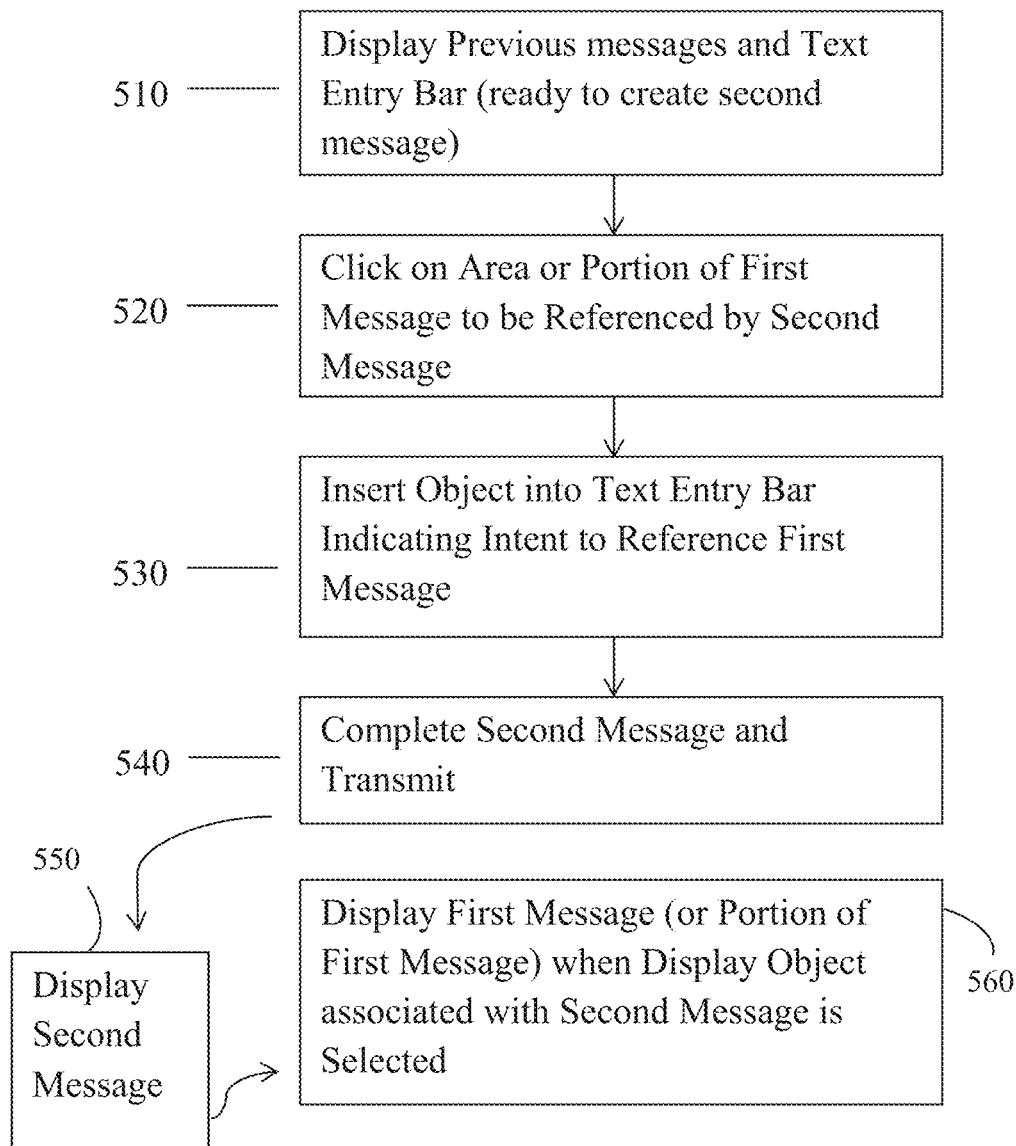 510
Display Previous messages and Text
Entry Bar (ready to create second
message)
520
Click on Area or Portion of First
Message to be Referenced by Second
Message
530
Insert Object into Text Entry Bar
Indicating Intent to Reference First
Message
540
Complete Second Message and
Transmit
550
Display
Second
Message
Display First Message (or Portion of
First Message) when Display Object
associated with Second Message is
Selected
560